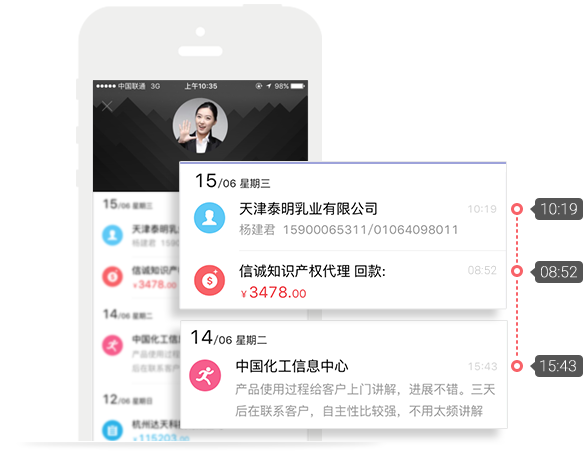 中国联通 3G 上午10:35 98%
15/06 星期三
天津泰明乳业有限公司 10:19
杨建君 15900065311/01064098011
信诚知识产权代理 回款: 08:52
¥3478.00
14/06 星期二
中国化工信息中心 15:43
产品使用过程给客户上门讲解，进展不错。三天
后在联系客户，自主性比较强，不用太频讲解
10:19
08:52
15:43
15/06 星期三
天津泰明乳
杨建君 159000
信诚知识产
¥3478.00
14/06 星期二
中国化工信
产品使用过程
后在联系客户
12/06 星期日
杭州达天科
¥115203.00